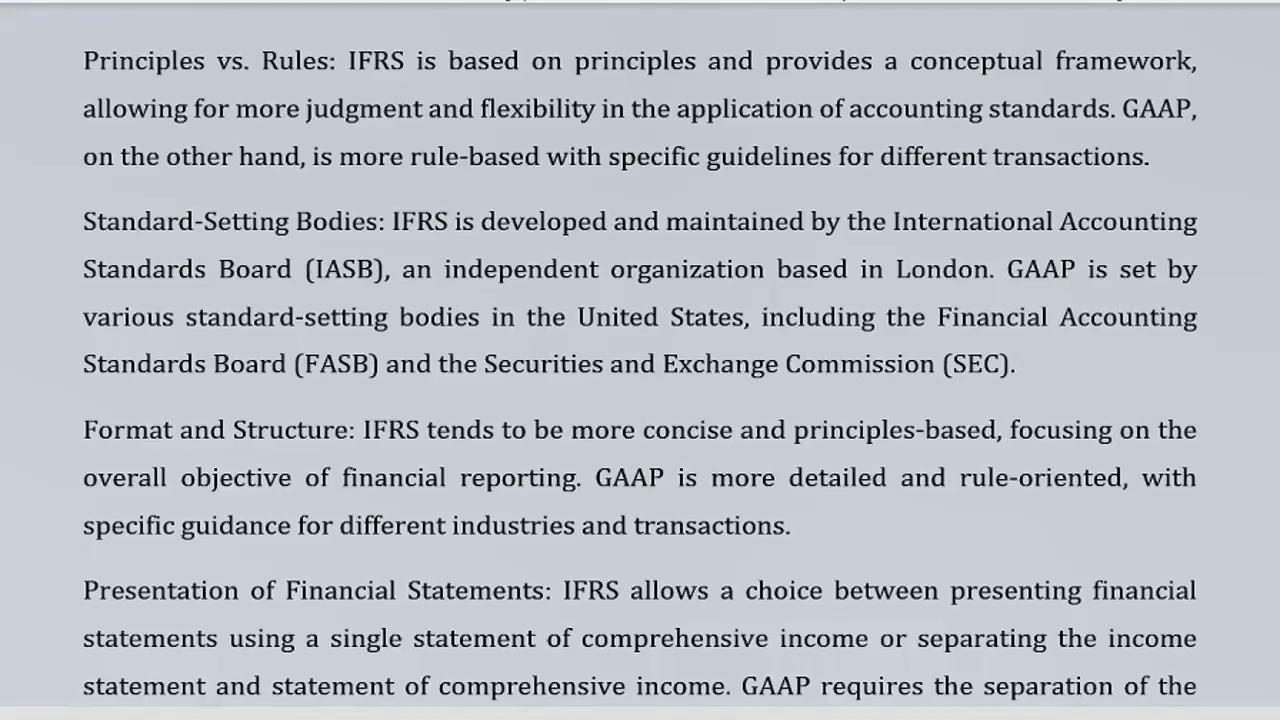 Principles vs. Rules: IFRS is based on principles and provides a conceptual framework,
allowing for more judgment and flexibility in the application of accounting standards. GAAP,
on the other hand, is more rule-based with specific guidelines for different transactions.
Standard-Setting Bodies: IFRS is developed and maintained by the International Accounting
Standards Board (IASB), an independent organization based in London. GAAP is set by
various standard-setting bodies in the United States, including the Financial Accounting
Standards Board (FASB) and the Securities and Exchange Commission (SEC).
Format and Structure: IFRS tends to be more concise and principles-based, focusing on the
overall objective of financial reporting. GAAP is more detailed and rule-oriented, with
specific guidance for different industries and transactions.
Presentation of Financial Statements: IFRS allows a choice between presenting financial
statements using a single statement of comprehensive income or separating the income
statement and statement of comprehensive income. GAAP requires the separation of the